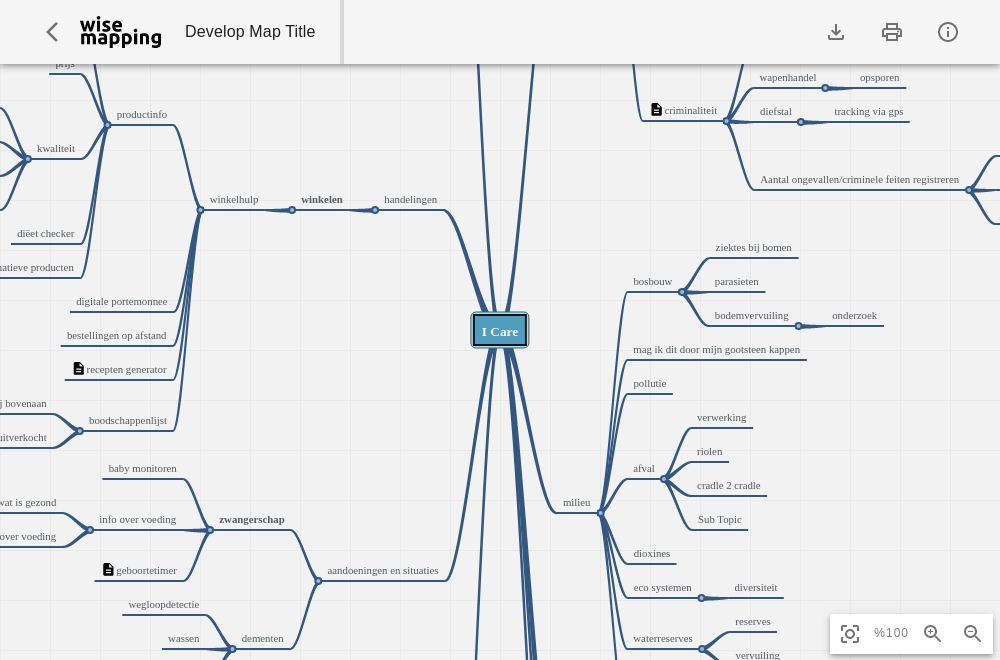 wise
mapping
Develop Map Title
prijs
productinfo
kwaliteit
winkelhulp
winkelen
handelingen
diëet checker
producten
digitale portemonnee
bestellingen op afstand
recepten generator
bovenaan
boodschappenlijst
uitverkocht
baby monitoren
wat is gezond
info over voeding
zwangerschap
over voeding
geboortetimer
aandoeningen en situaties
wegloopdetectie
wassen
dementen
I Care
wapenhandel
opsporen
criminaliteit
diefstal
tracking via gps
Aantal ongevallen/criminele feiten registreren
ziektes bij bomen
bosbouw
parasieten
bodemvervuiling
onderzoek
mag ik dit door mijn gootsteen kappen
pollutie
verwerking
riolen
afval
cradle 2 cradle
milieu
Sub Topic
dioxines
eco systemen
diversiteit
reserves
waterreserves
vervuiling
%100